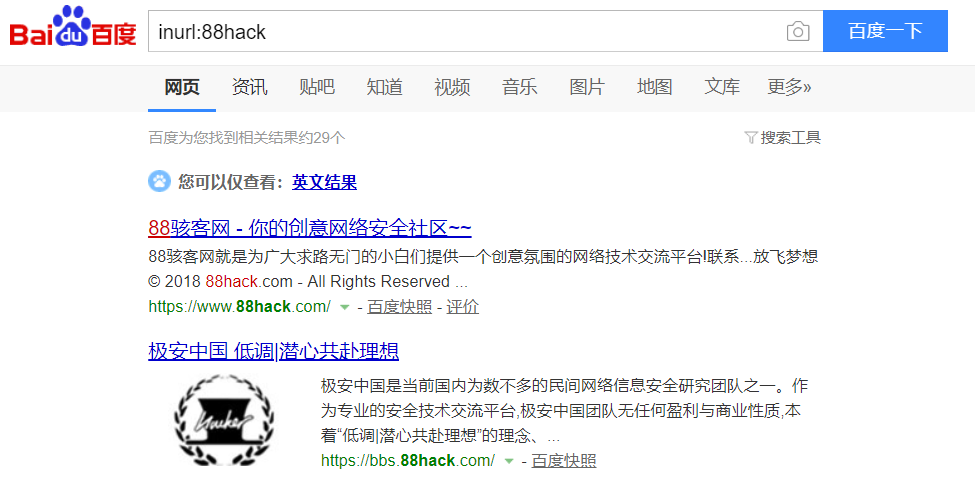 Bai du 百度 inurl:88hack 百度一下
网页 资讯 贴吧 知道 视频 音乐 图片 地图 文库 更多»
百度为您找到相关结果约29个 搜索工具
您可以仅查看：英文结果
88骇客网 - 你的创意网络安全社区~~
88骇客网就是为广大求路无门的小白们提供一个创意氛围的网络技术交流平台!联系...放飞梦想
© 2018 88hack.com - All Rights Reserved ...
https://www.88hack.com/ - 百度快照 - 评价
极安中国 低调|潜心共赴理想
Hacker
极安中国是当前国内为数不多的民间网络信息安全研究团队之一。作
为专业的安全技术交流平台,极安中国团队无任何盈利与商业性质,本
着“低调|潜心共赴理想”的理念、...
https://bbs.88hack.com/ - 百度快照